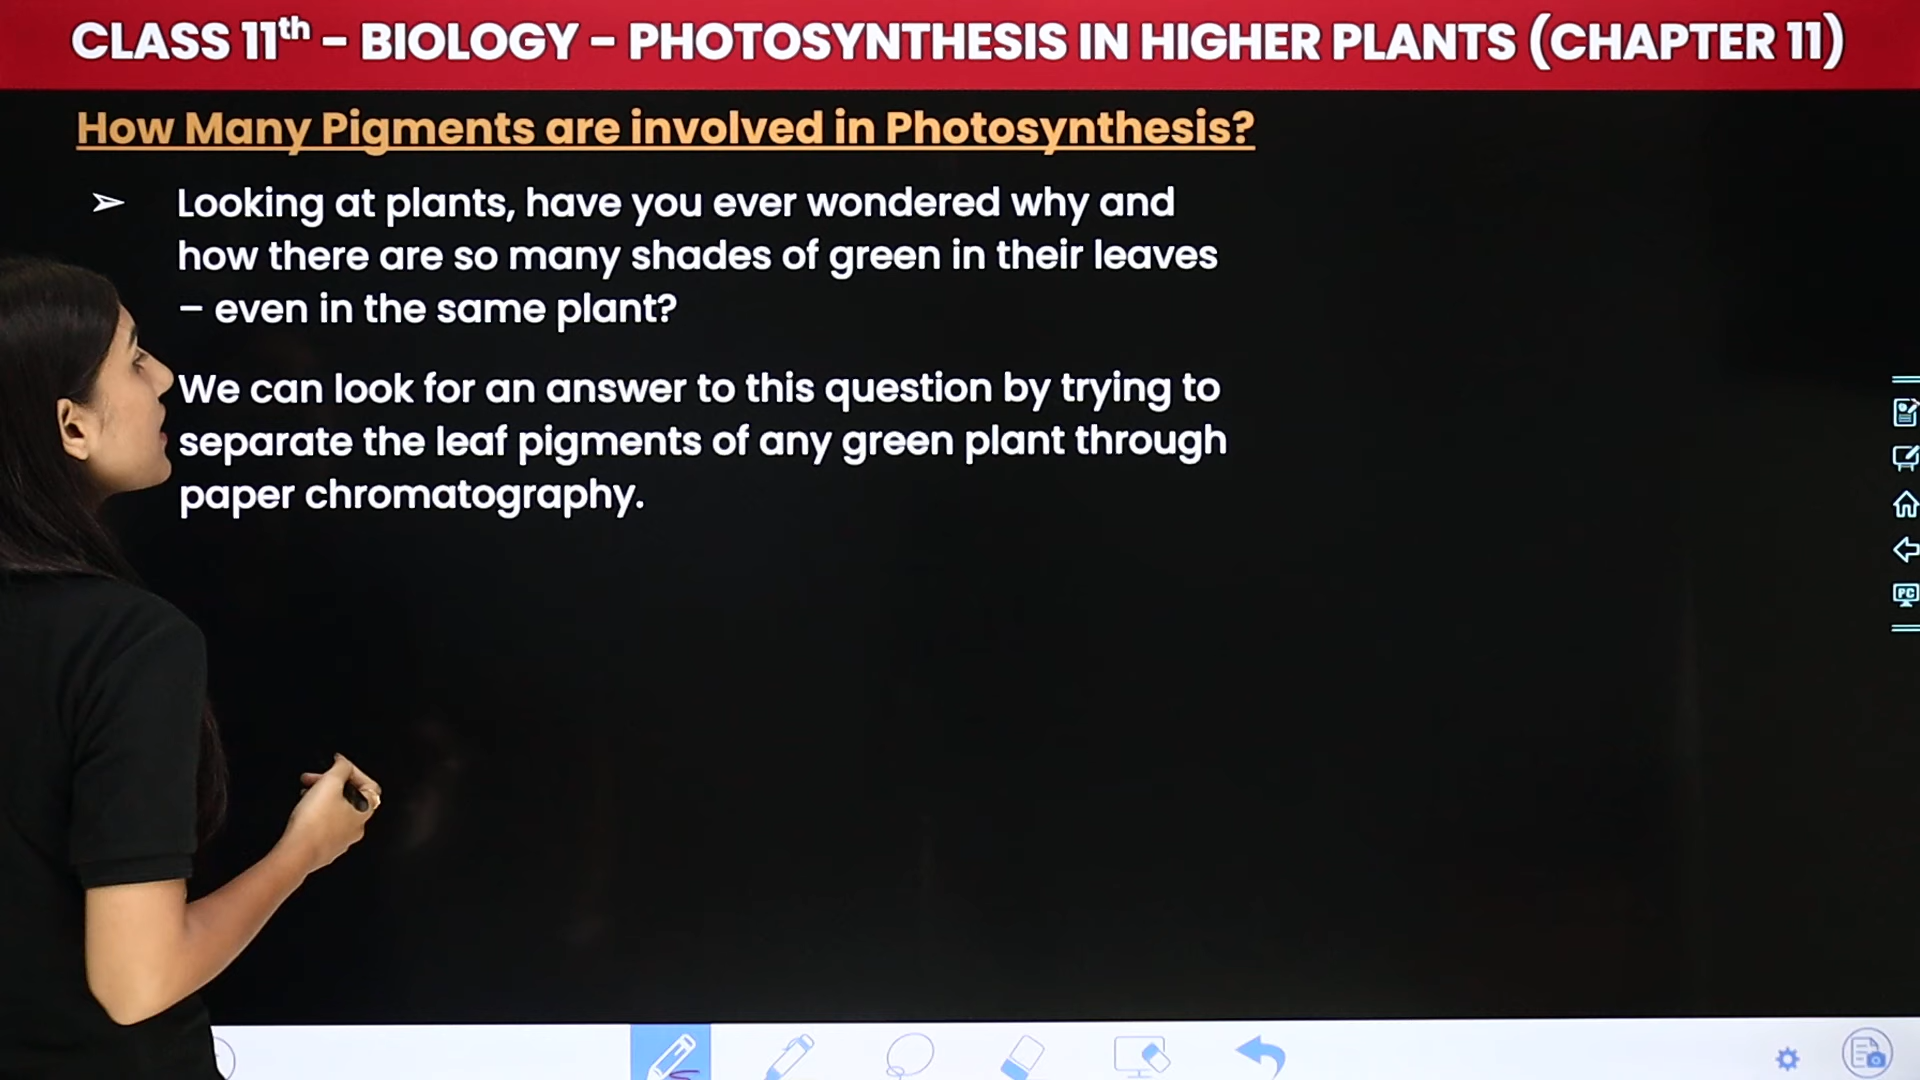 CLASS 11th - BIOLOGY - PHOTOSYNTHESIS IN HIGHER PLANTS (CHAPTER 11)
How Many Pigments are involved in Photosynthesis?
➢ Looking at plants, have you ever wondered why and
how there are so many shades of green in their leaves
– even in the same plant?
We can look for an answer to this question by trying to
separate the leaf pigments of any green plant through
paper chromatography.
PC